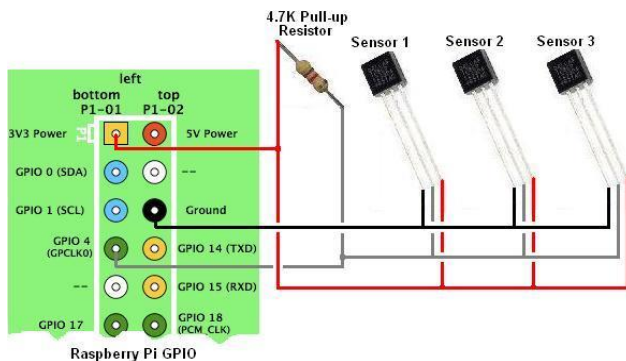 4.7K Pull-up
Resistor
Sensor 1
Sensor 2
Sensor 3
left
bottom
top
P1-01
P1-02
3V3 Power
P1
5V Power
GPIO 0 (SDA)
--
GPIO 1 (SCL)
Ground
GPIO 4
(GPCLK0)
GPIO 14 (TXD)
--
GPIO 15 (RXD)
GPIO 17
GPIO 18
(PCM_CLK)
Raspberry Pi GPIO